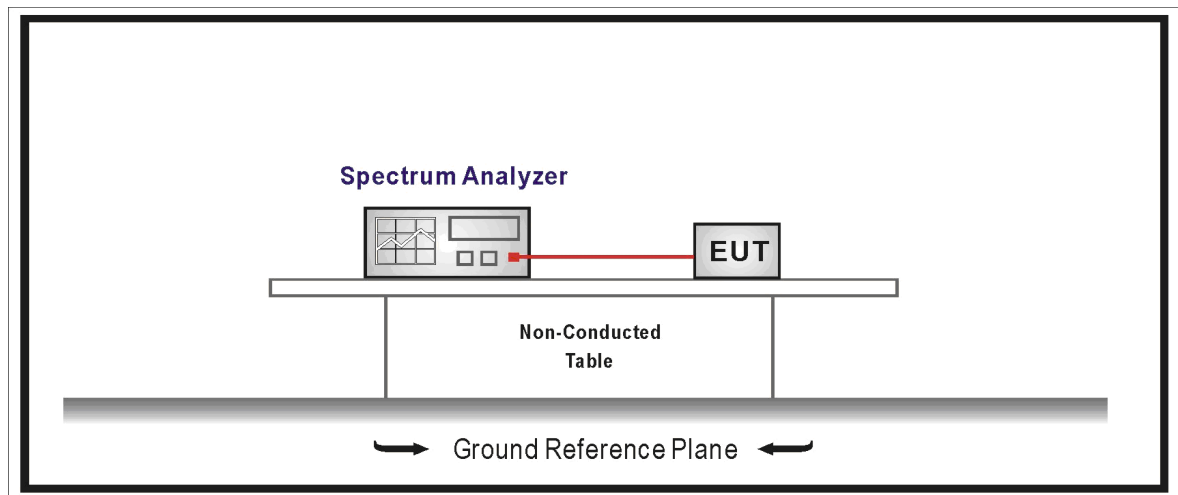 Spectrum Analyzer
EUT
Non-Conducted
Table
Ground Reference Plane